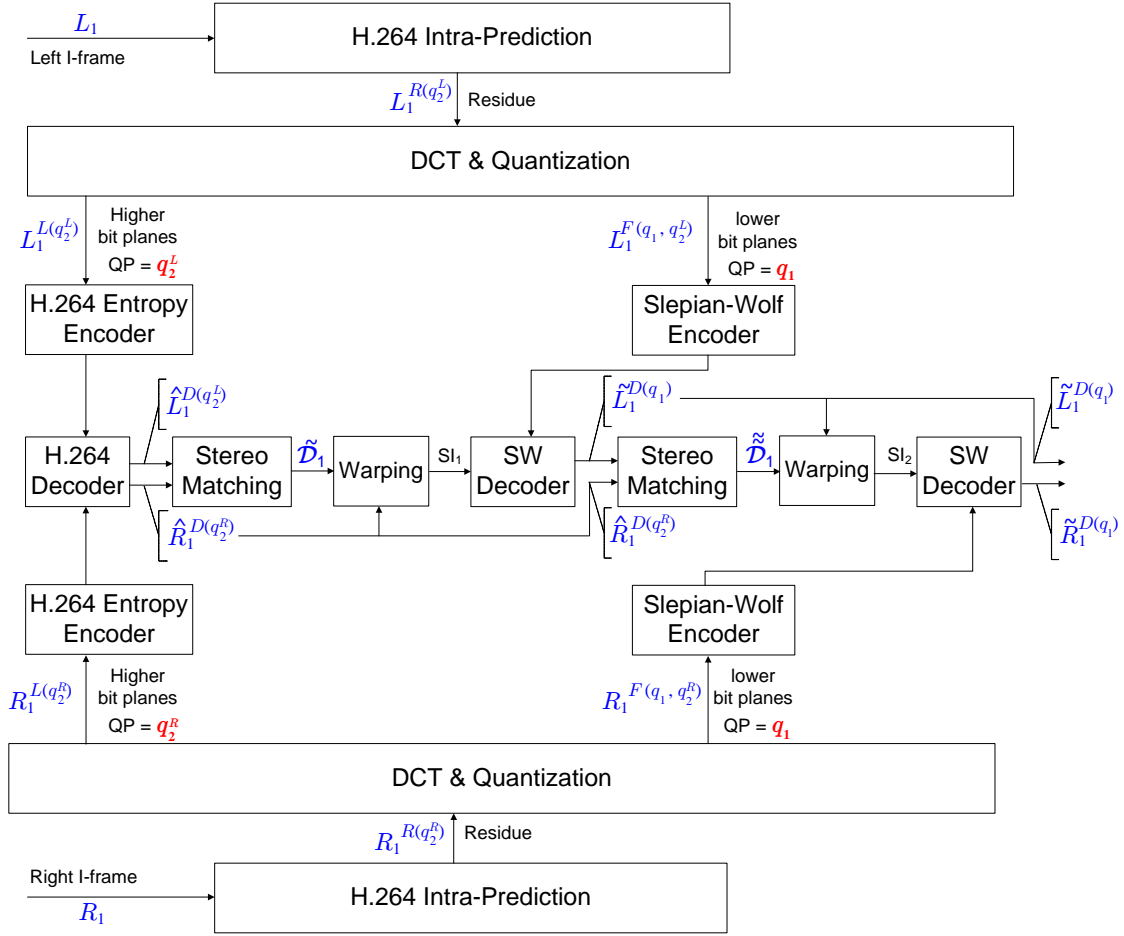 L₁
H.264 Intra-Prediction
Left I-frame
L₁^{R(q₂^L)} Residue
DCT & Quantization
Higher
bit planes
L₁^{L(q₂^L)}
QP = q₂^L
lower
bit planes
L₁^{F(q₁, q₂^L)}
QP = q₁
H.264 Entropy
Encoder
Slepian-Wolf
Encoder
L̂₁^{D(q₂^L)}
L̃₁^{D(q₁)}
L̃₁^{D(q₁)}
H.264
Decoder
Stereo
Matching
𝒟̃₁
Warping
SI₁
SW
Decoder
Stereo
Matching
𝒟̃̃₁
Warping
SI₂
SW
Decoder
R̂₁^{D(q₂^R)}
R̂₁^{D(q₂^R)}
R̃₁^{D(q₁)}
H.264 Entropy
Encoder
Slepian-Wolf
Encoder
Higher
bit planes
R₁^{L(q₂^R)}
QP = q₂^R
lower
bit planes
R₁^{F(q₁, q₂^R)}
QP = q₁
DCT & Quantization
R₁^{R(q₂^R)} Residue
Right I-frame
H.264 Intra-Prediction
R₁